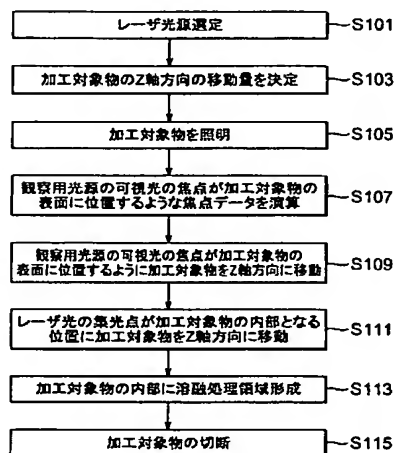 レーザ光源選定
S101
加工対象物のZ軸方向の移動量を決定
S103
加工対象物を照明
S105
観察用光源の可視光の焦点が加工対象物の
表面に位置するような焦点データを演算
S107
観察用光源の可視光の焦点が加工対象物の
表面に位置するように加工対象物をZ軸方向に移動
S109
レーザ光の集光点が加工対象物の内部となる
位置に加工対象物をZ軸方向に移動
S111
加工対象物の内部に溶融処理領域形成
S113
加工対象物の切断
S115